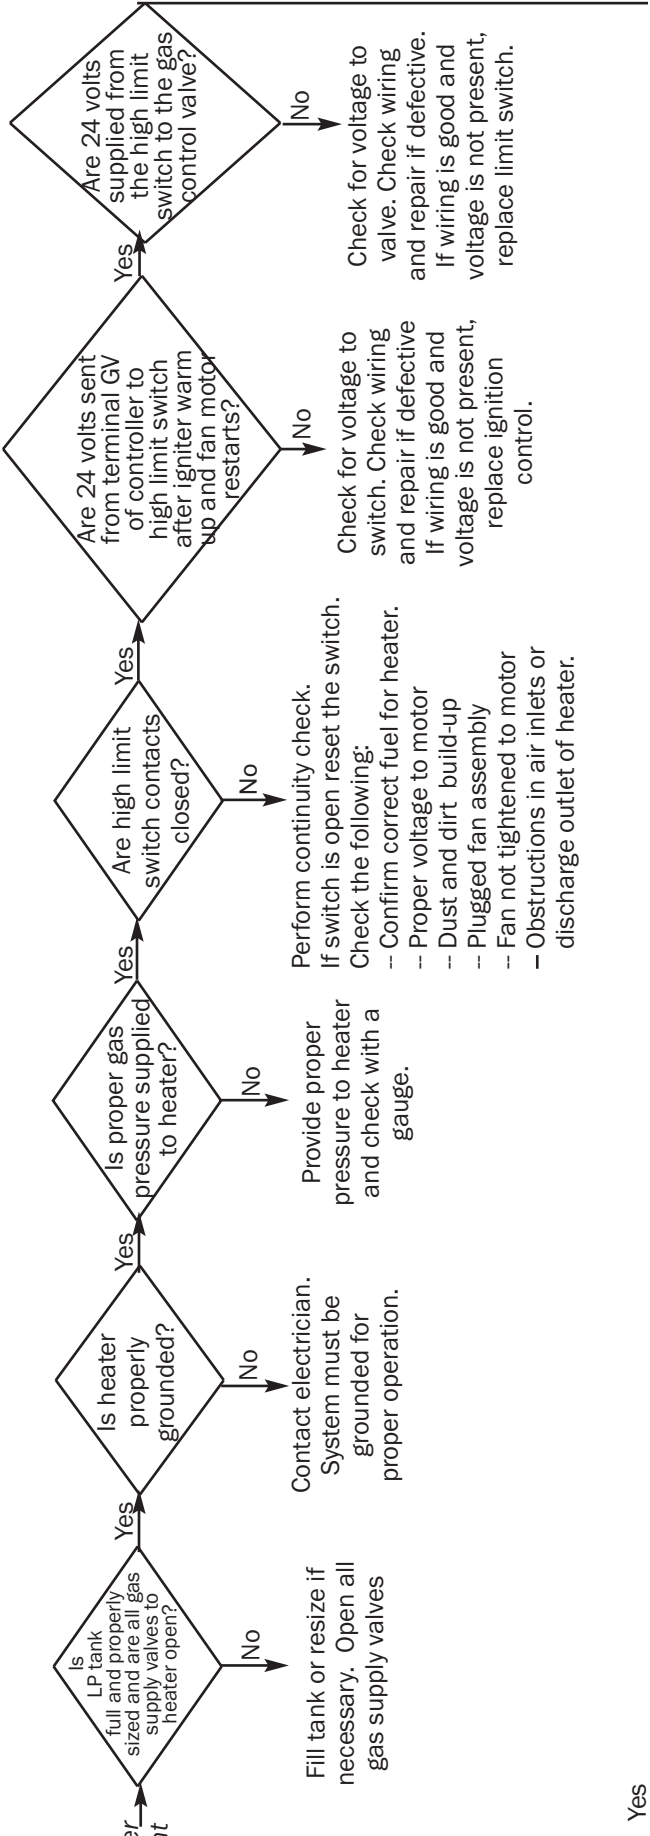 er
nt
Is
LP tank
full and properly
sized and are all gas
supply valves to
heater open?
Yes
No
Fill tank or resize if
necessary. Open all
gas supply valves
Is heater
properly
grounded?
Yes
No
Contact electrician.
System must be
grounded for
proper operation.
Is proper gas
pressure supplied
to heater?
Yes
No
Provide proper
pressure to heater
and check with a
gauge.
Are high limit
switch contacts
closed?
Yes
No
Perform continuity check.
If switch is open reset the switch.
Check the following:
-- Confirm correct fuel for heater.
-- Proper voltage to motor
-- Dust and dirt build-up
-- Plugged fan assembly
-- Fan not tightened to motor
– Obstructions in air inlets or
discharge outlet of heater.
Are 24 volts sent
from terminal GV
of controller to
high limit switch
after igniter warm
up and fan motor
restarts?
Yes
No
Check for voltage to
switch. Check wiring
and repair if defective
If wiring is good and
voltage is not present,
replace ignition
control.
Are 24 volts
supplied from
the high limit
switch to the gas
control valve?
No
Check for voltage to
valve. Check wiring
and repair if defective.
If wiring is good and
voltage is not present,
replace limit switch.
Yes